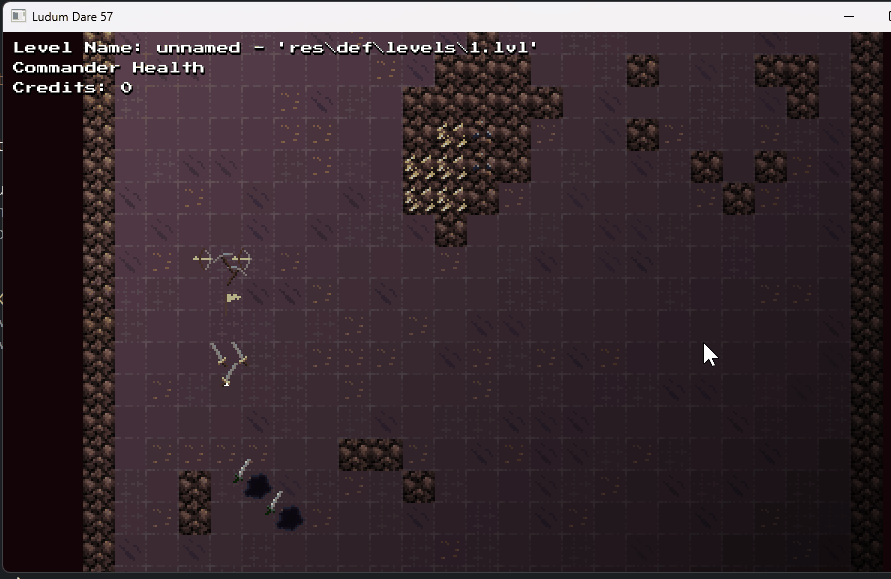 Ludum Dare 57
Level Name: unnamed - 'res\def\levels\1.lvl'
Commander Health
Credits: 0